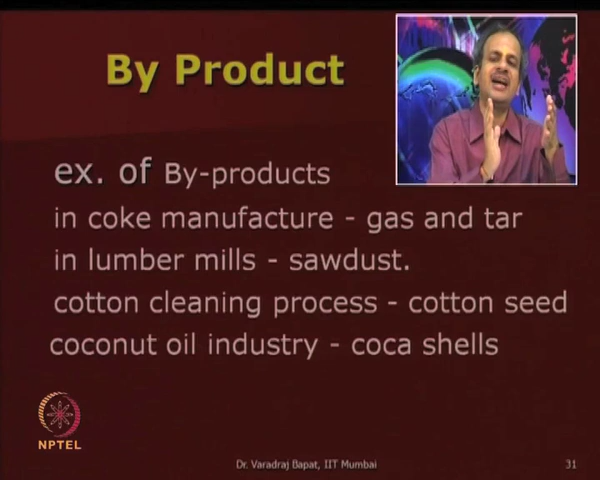 By Product
ex. of By-products
in coke manufacture - gas and tar
in lumber mills - sawdust.
cotton cleaning process - cotton seed
coconut oil industry - coca shells
NPTEL
Dr. Varadraj Bapat, IIT Mumbai
31